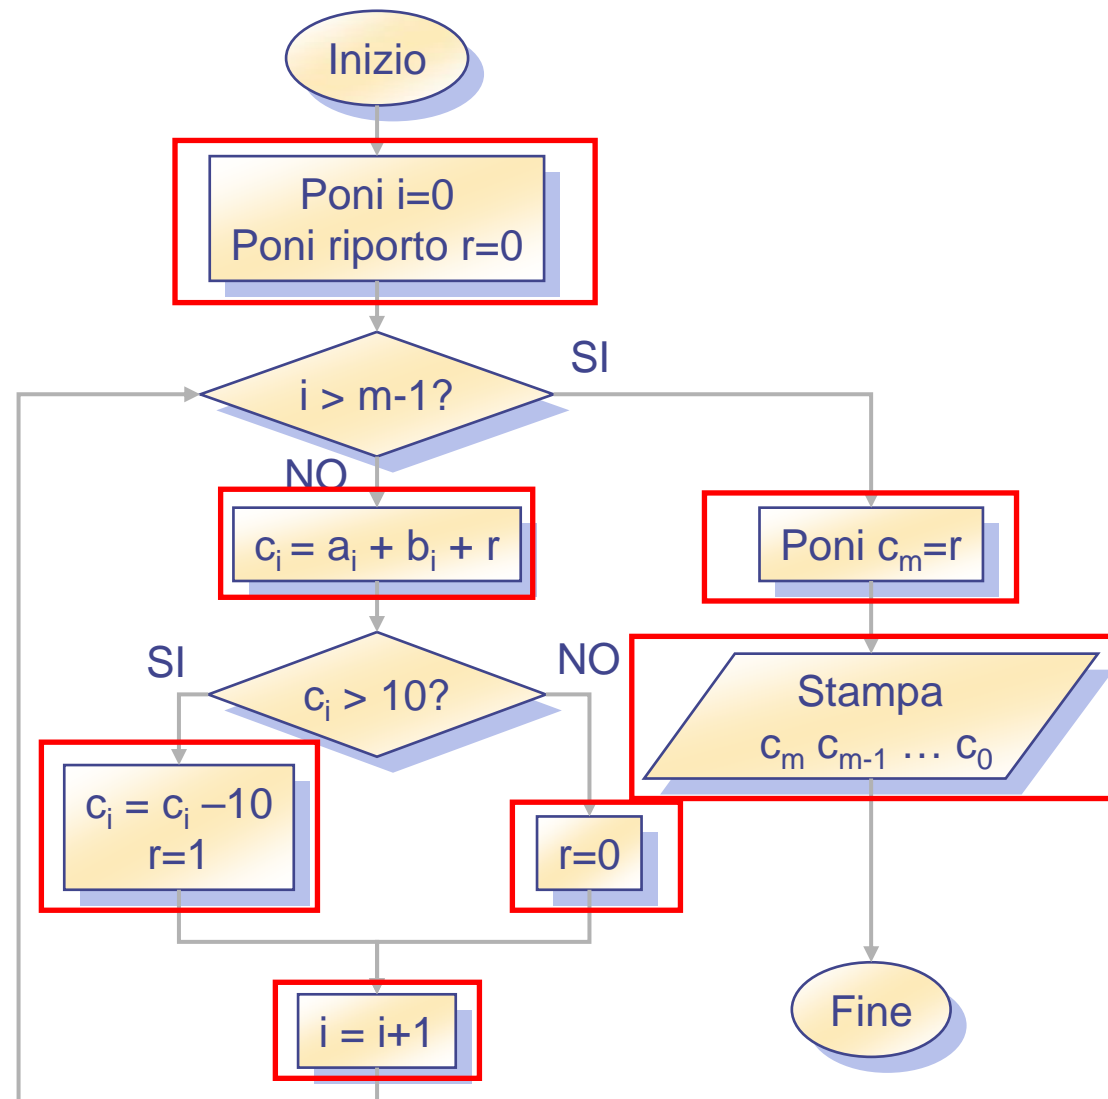 Inizio
Poni i=0
Poni riporto r=0
i > m-1?
SI
NO
cᵢ = aᵢ + bᵢ + r
Poni cₘ=r
cᵢ > 10?
SI
NO
Stampa
cₘ cₘ₋₁ … c₀
cᵢ = cᵢ –10
r=1
r=0
i = i+1
Fine